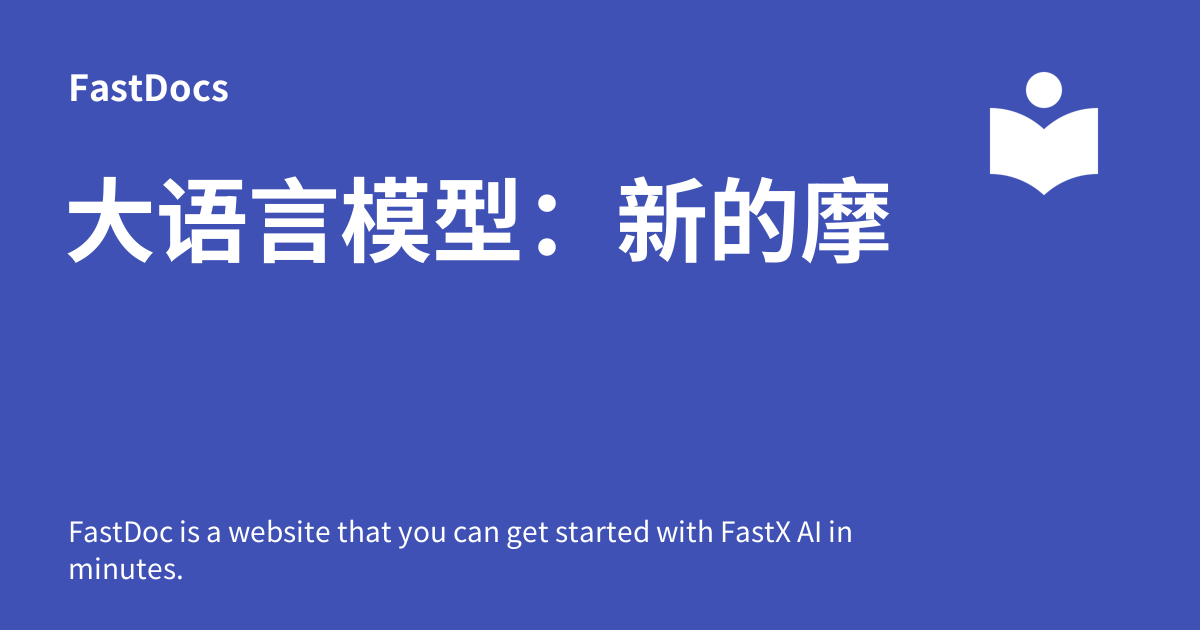 FastDocs
大语言模型：新的摩
FastDoc is a website that you can get started with FastX AI in
minutes.